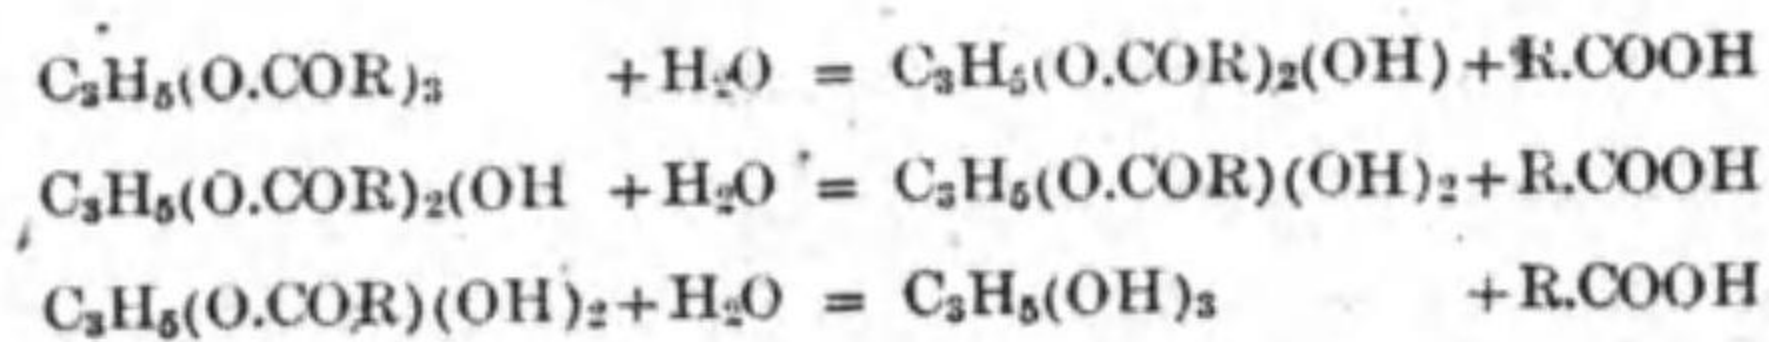 C₃H₅(O.COR)₃ +H₂O = C₃H₅(O.COR)₂(OH)+R.COOH
C₃H₅(O.COR)₂(OH +H₂O = C₃H₅(O.COR)(OH)₂+R.COOH
C₃H₅(O.COR)(OH)₂+H₂O = C₃H₅(OH)₃ +R.COOH